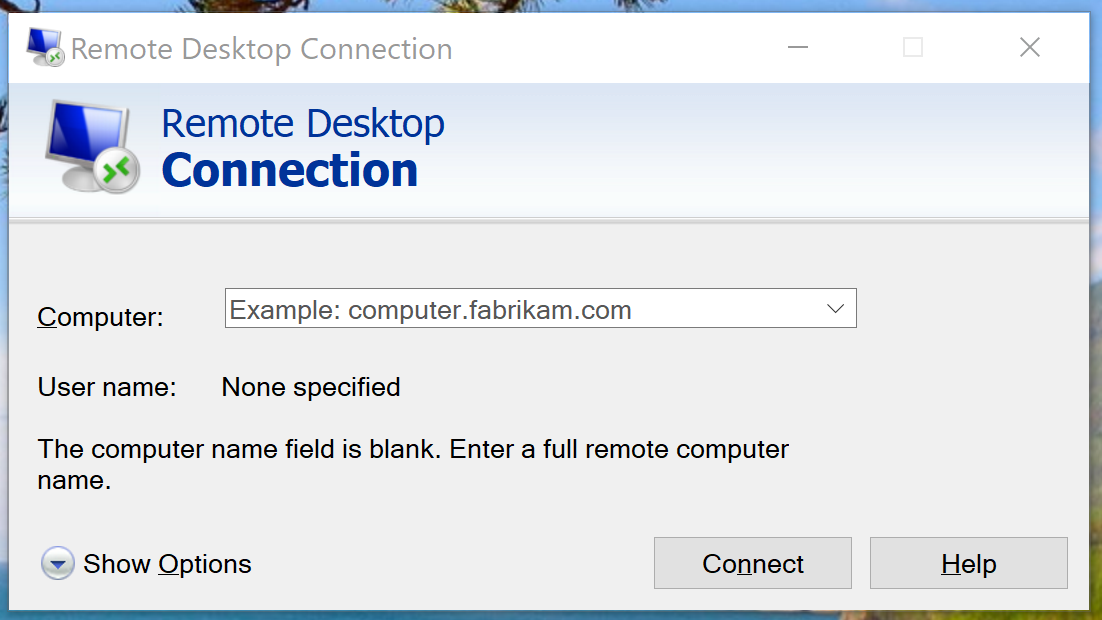 Remote Desktop Connection
Remote Desktop
Connection
Computer:
Example: computer.fabrikam.com
User name:
None specified
The computer name field is blank. Enter a full remote computer
name.
Show Options
Connect
Help